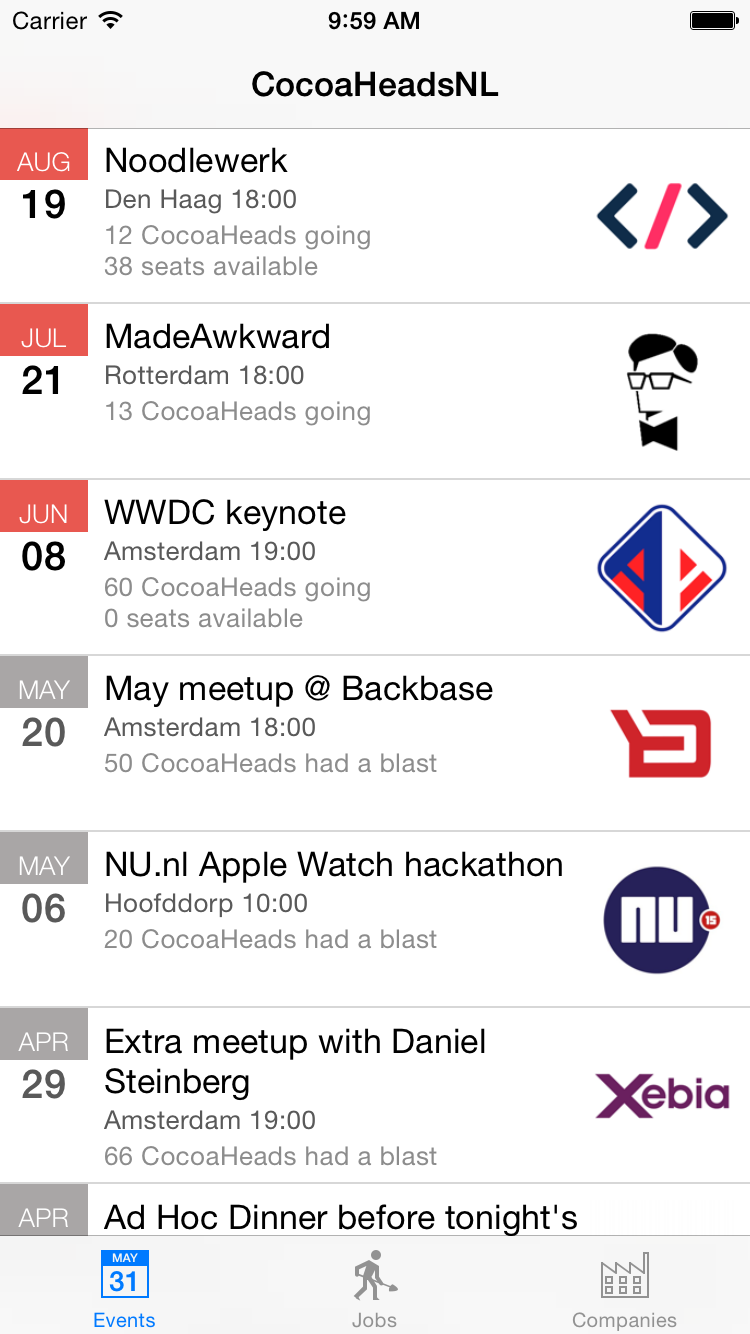 Carrier 9:59 AM
CocoaHeadsNL
AUG
19
Noodlewerk
Den Haag 18:00
12 CocoaHeads going
38 seats available
</>
JUL
21
MadeAwkward
Rotterdam 18:00
13 CocoaHeads going
JUN
08
WWDC keynote
Amsterdam 19:00
60 CocoaHeads going
0 seats available
MAY
20
May meetup @ Backbase
Amsterdam 18:00
50 CocoaHeads had a blast
MAY
06
NU.nl Apple Watch hackathon
Hoofddorp 10:00
20 CocoaHeads had a blast
nu
15
APR
29
Extra meetup with Daniel
Steinberg
Amsterdam 19:00
66 CocoaHeads had a blast
Xebia
APR
Ad Hoc Dinner before tonight's
MAY
31
Events Jobs Companies